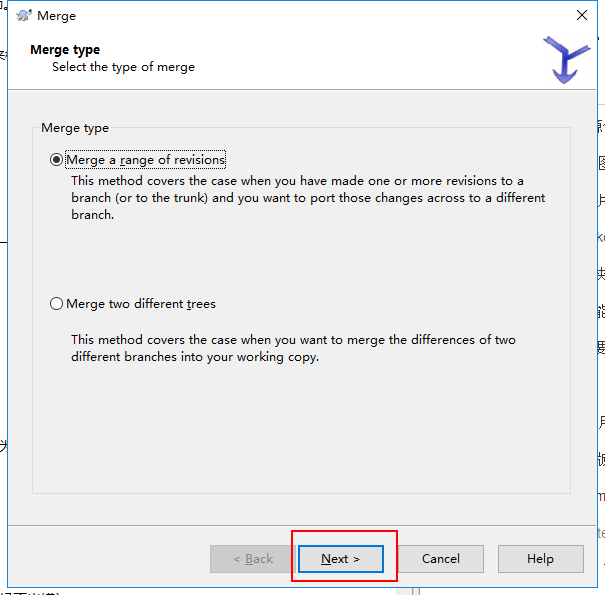 Merge
Merge type
Select the type of merge
Merge type
Merge a range of revisions
This method covers the case when you have made one or more revisions to a
branch (or to the trunk) and you want to port those changes across to a different
branch.
Merge two different trees
This method covers the case when you want to merge the differences of two
different branches into your working copy.
< Back
Next >
Cancel
Help